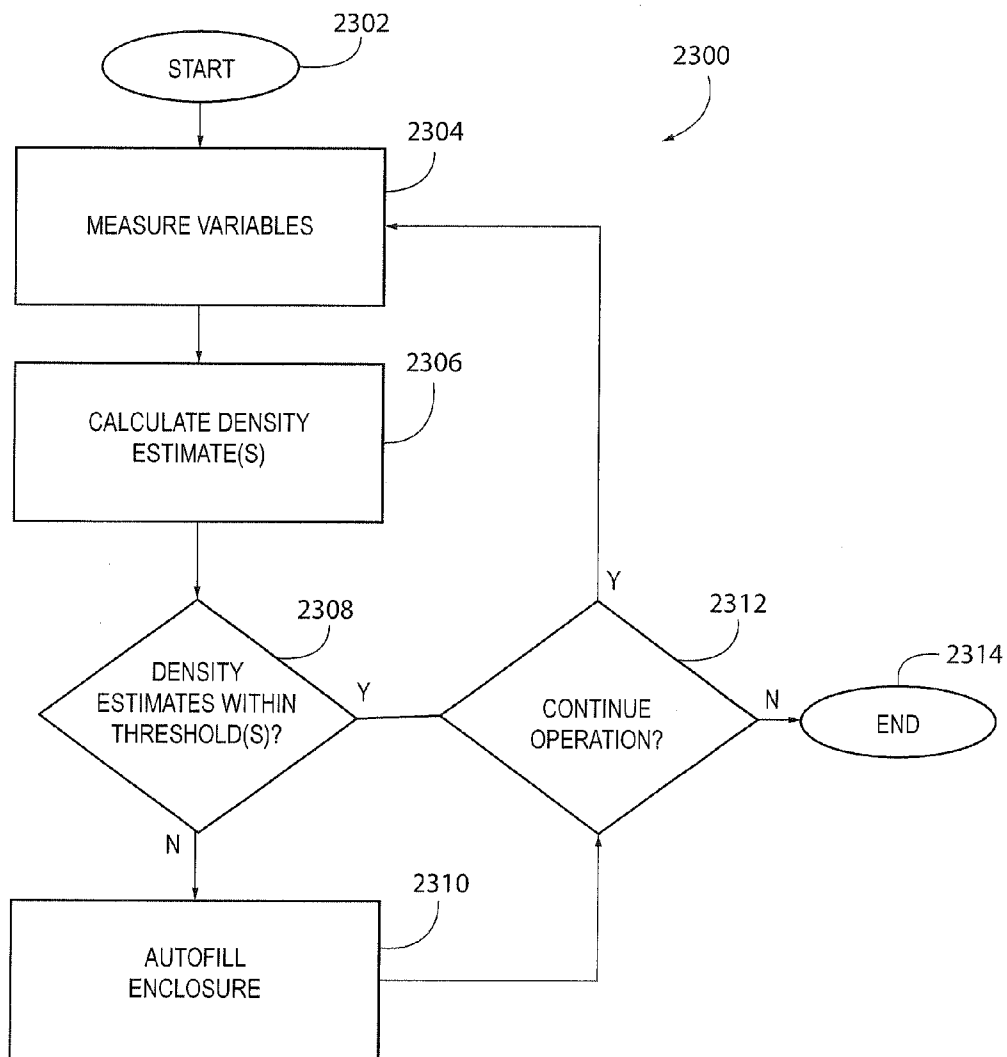 2302
START
2300
2304
MEASURE VARIABLES
2306
CALCULATE DENSITY
ESTIMATE(S)
2308
DENSITY
ESTIMATES WITHIN
THRESHOLD(S)?
Y
N
Y
2312
CONTINUE
OPERATION?
N
2314
END
2310
AUTOFILL
ENCLOSURE